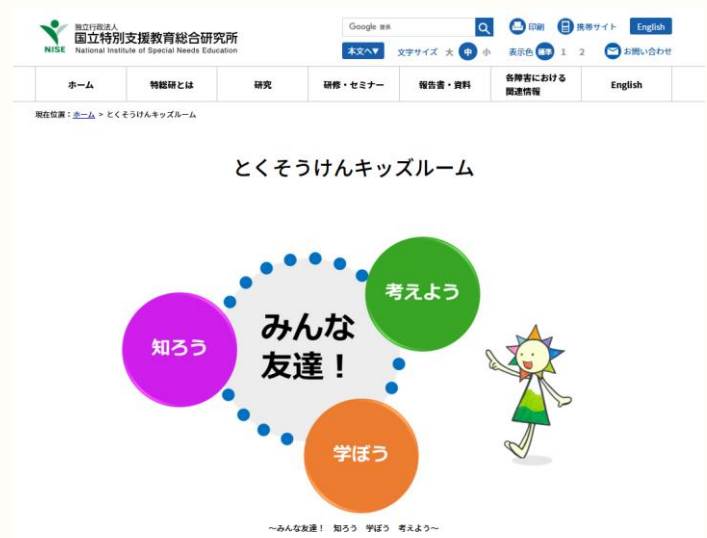 独立行政法人
国立特別支援教育総合研究所
NISE National Institute of Special Needs Education
Google 検索
印刷 携帯サイト English
本文へ▼ 文字サイズ 大 中 小 表示色 標準 1 2 お問い合わせ
ホーム 特総研とは 研究 研修・セミナー 報告書・資料 各障害における
関連情報 English
現在位置：ホーム > とくそうけんキッズルーム
とくそうけんキッズルーム
考えよう
みんな
友達！
知ろう
学ぼう
～みんな友達！ 知ろう 学ぼう 考えよう～